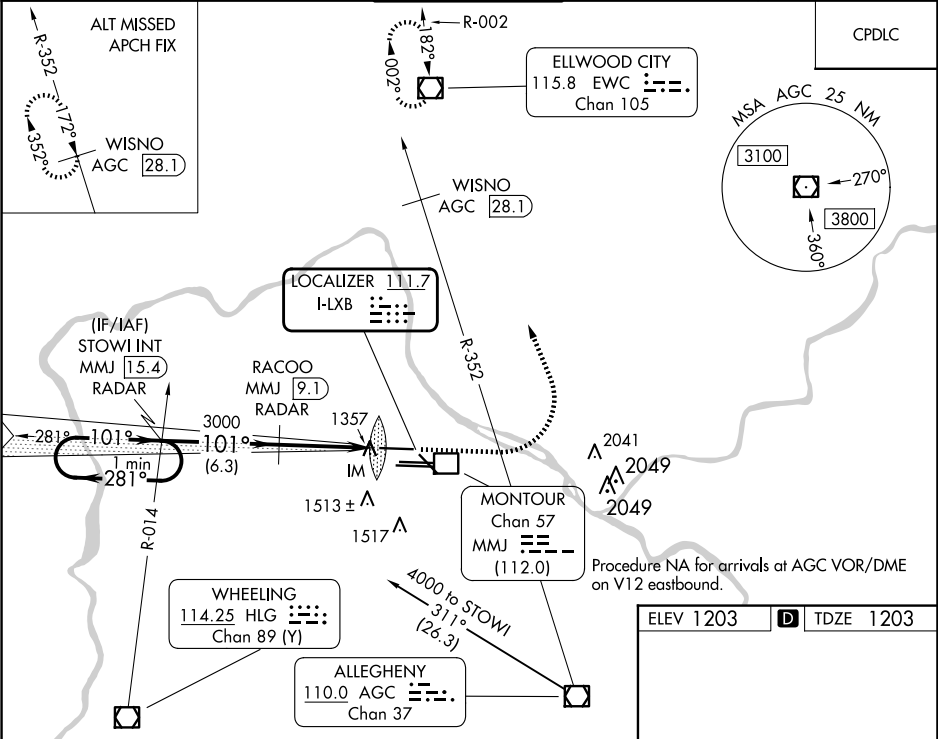 ALT MISSED
APCH FIX
R-352
172°
352°
WISNO
AGC 28.1
R-002
182°
002°
ELLWOOD CITY
115.8 EWC
Chan 105
CPDLC
MSA AGC 25 NM
3100
270°
3800
360°
WISNO
AGC 28.1
LOCALIZER 111.7
I-LXB
R-352
(IF/IAF)
STOWI INT
MMJ 15.4
RADAR
RACOO
MMJ 9.1
RADAR
3000
101°
(6.3)
281°
101°
1 min
281°
1357
IM
1513 ±
1517
2041
2049
2049
R-014
MONTOUR
Chan 57
MMJ
(112.0)
Procedure NA for arrivals at AGC VOR/DME
on V12 eastbound.
WHEELING
114.25 HLG
Chan 89 (Y)
4000 to STOWI
311°
(26.3)
ALLEGHENY
110.0 AGC
Chan 37
ELEV 1203 D TDZE 1203